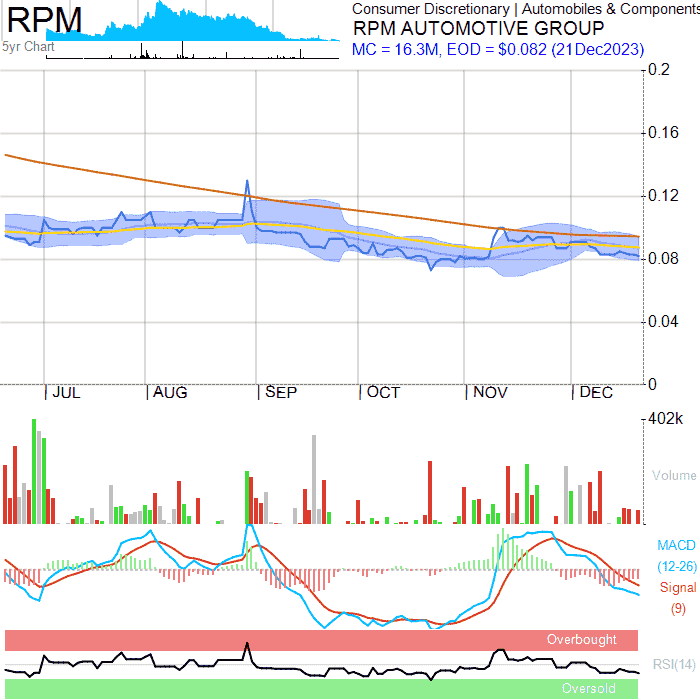 RPM
5yr Chart
Consumer Discretionary | Automobiles & Components
RPM AUTOMOTIVE GROUP
MC = 16.3M, EOD = $0.082 (21Dec2023)
0.2
0.16
0.12
0.08
0.04
0
JUL
AUG
SEP
OCT
NOV
DEC
402k
Volume
MACD
(12-26)
Signal
(9)
Overbought
RSI(14)
Oversold